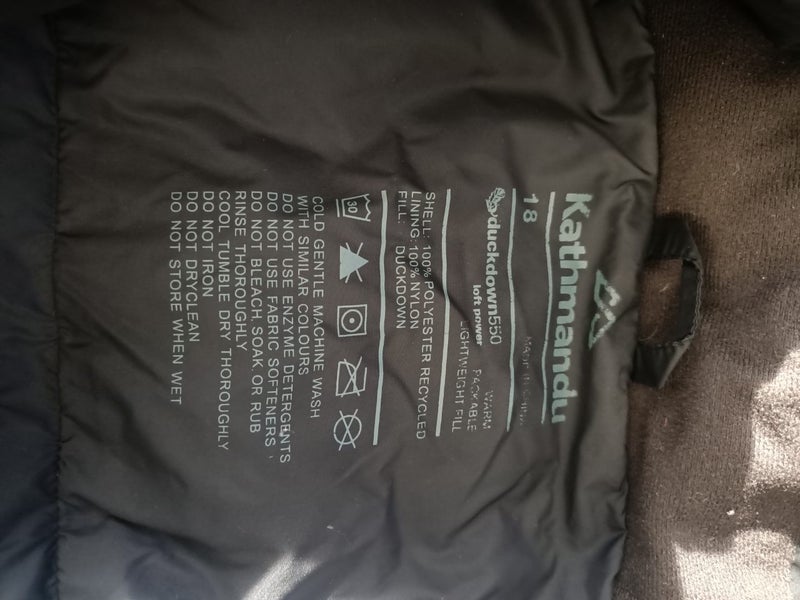 Kathmandu
MADE IN CHINA
18
duckdown550
loft power
WARM
PACKABLE
LIGHTWEIGHT FILL
SHELL: 100% POLYESTER RECYCLED
LINING: 100% NYLON
FILL: DUCKDOWN
30
COLD GENTLE MACHINE WASH
WITH SIMILAR COLOURS
DO NOT USE ENZYME DETERGENTS
DO NOT USE FABRIC SOFTENERS,
DO NOT BLEACH, SOAK OR RUB
RINSE THOROUGHLY
COOL TUMBLE DRY THOROUGHLY
DO NOT IRON
DO NOT DRYCLEAN
DO NOT STORE WHEN WET